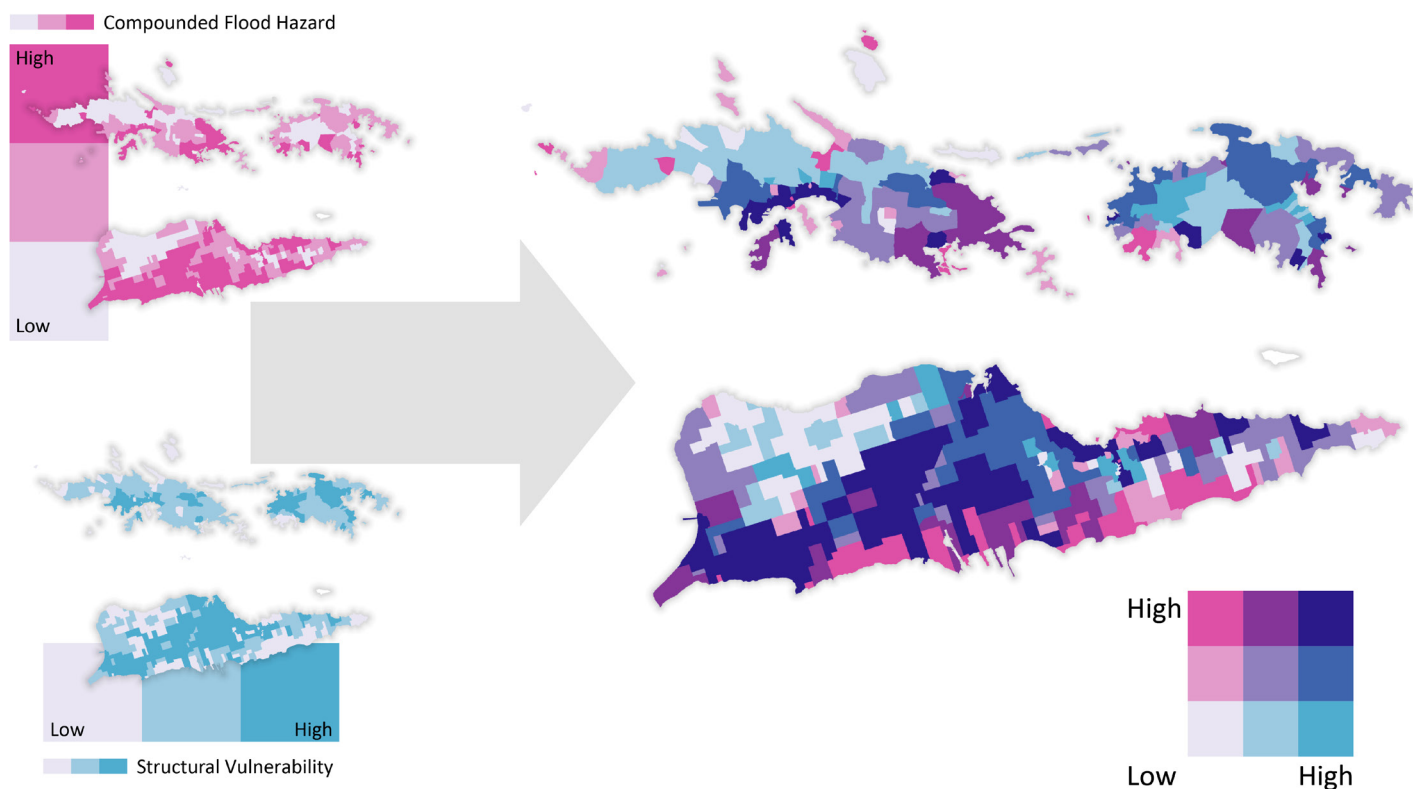 Compounded Flood Hazard
High
Low
Low
High
Structural Vulnerability
High
Low
High